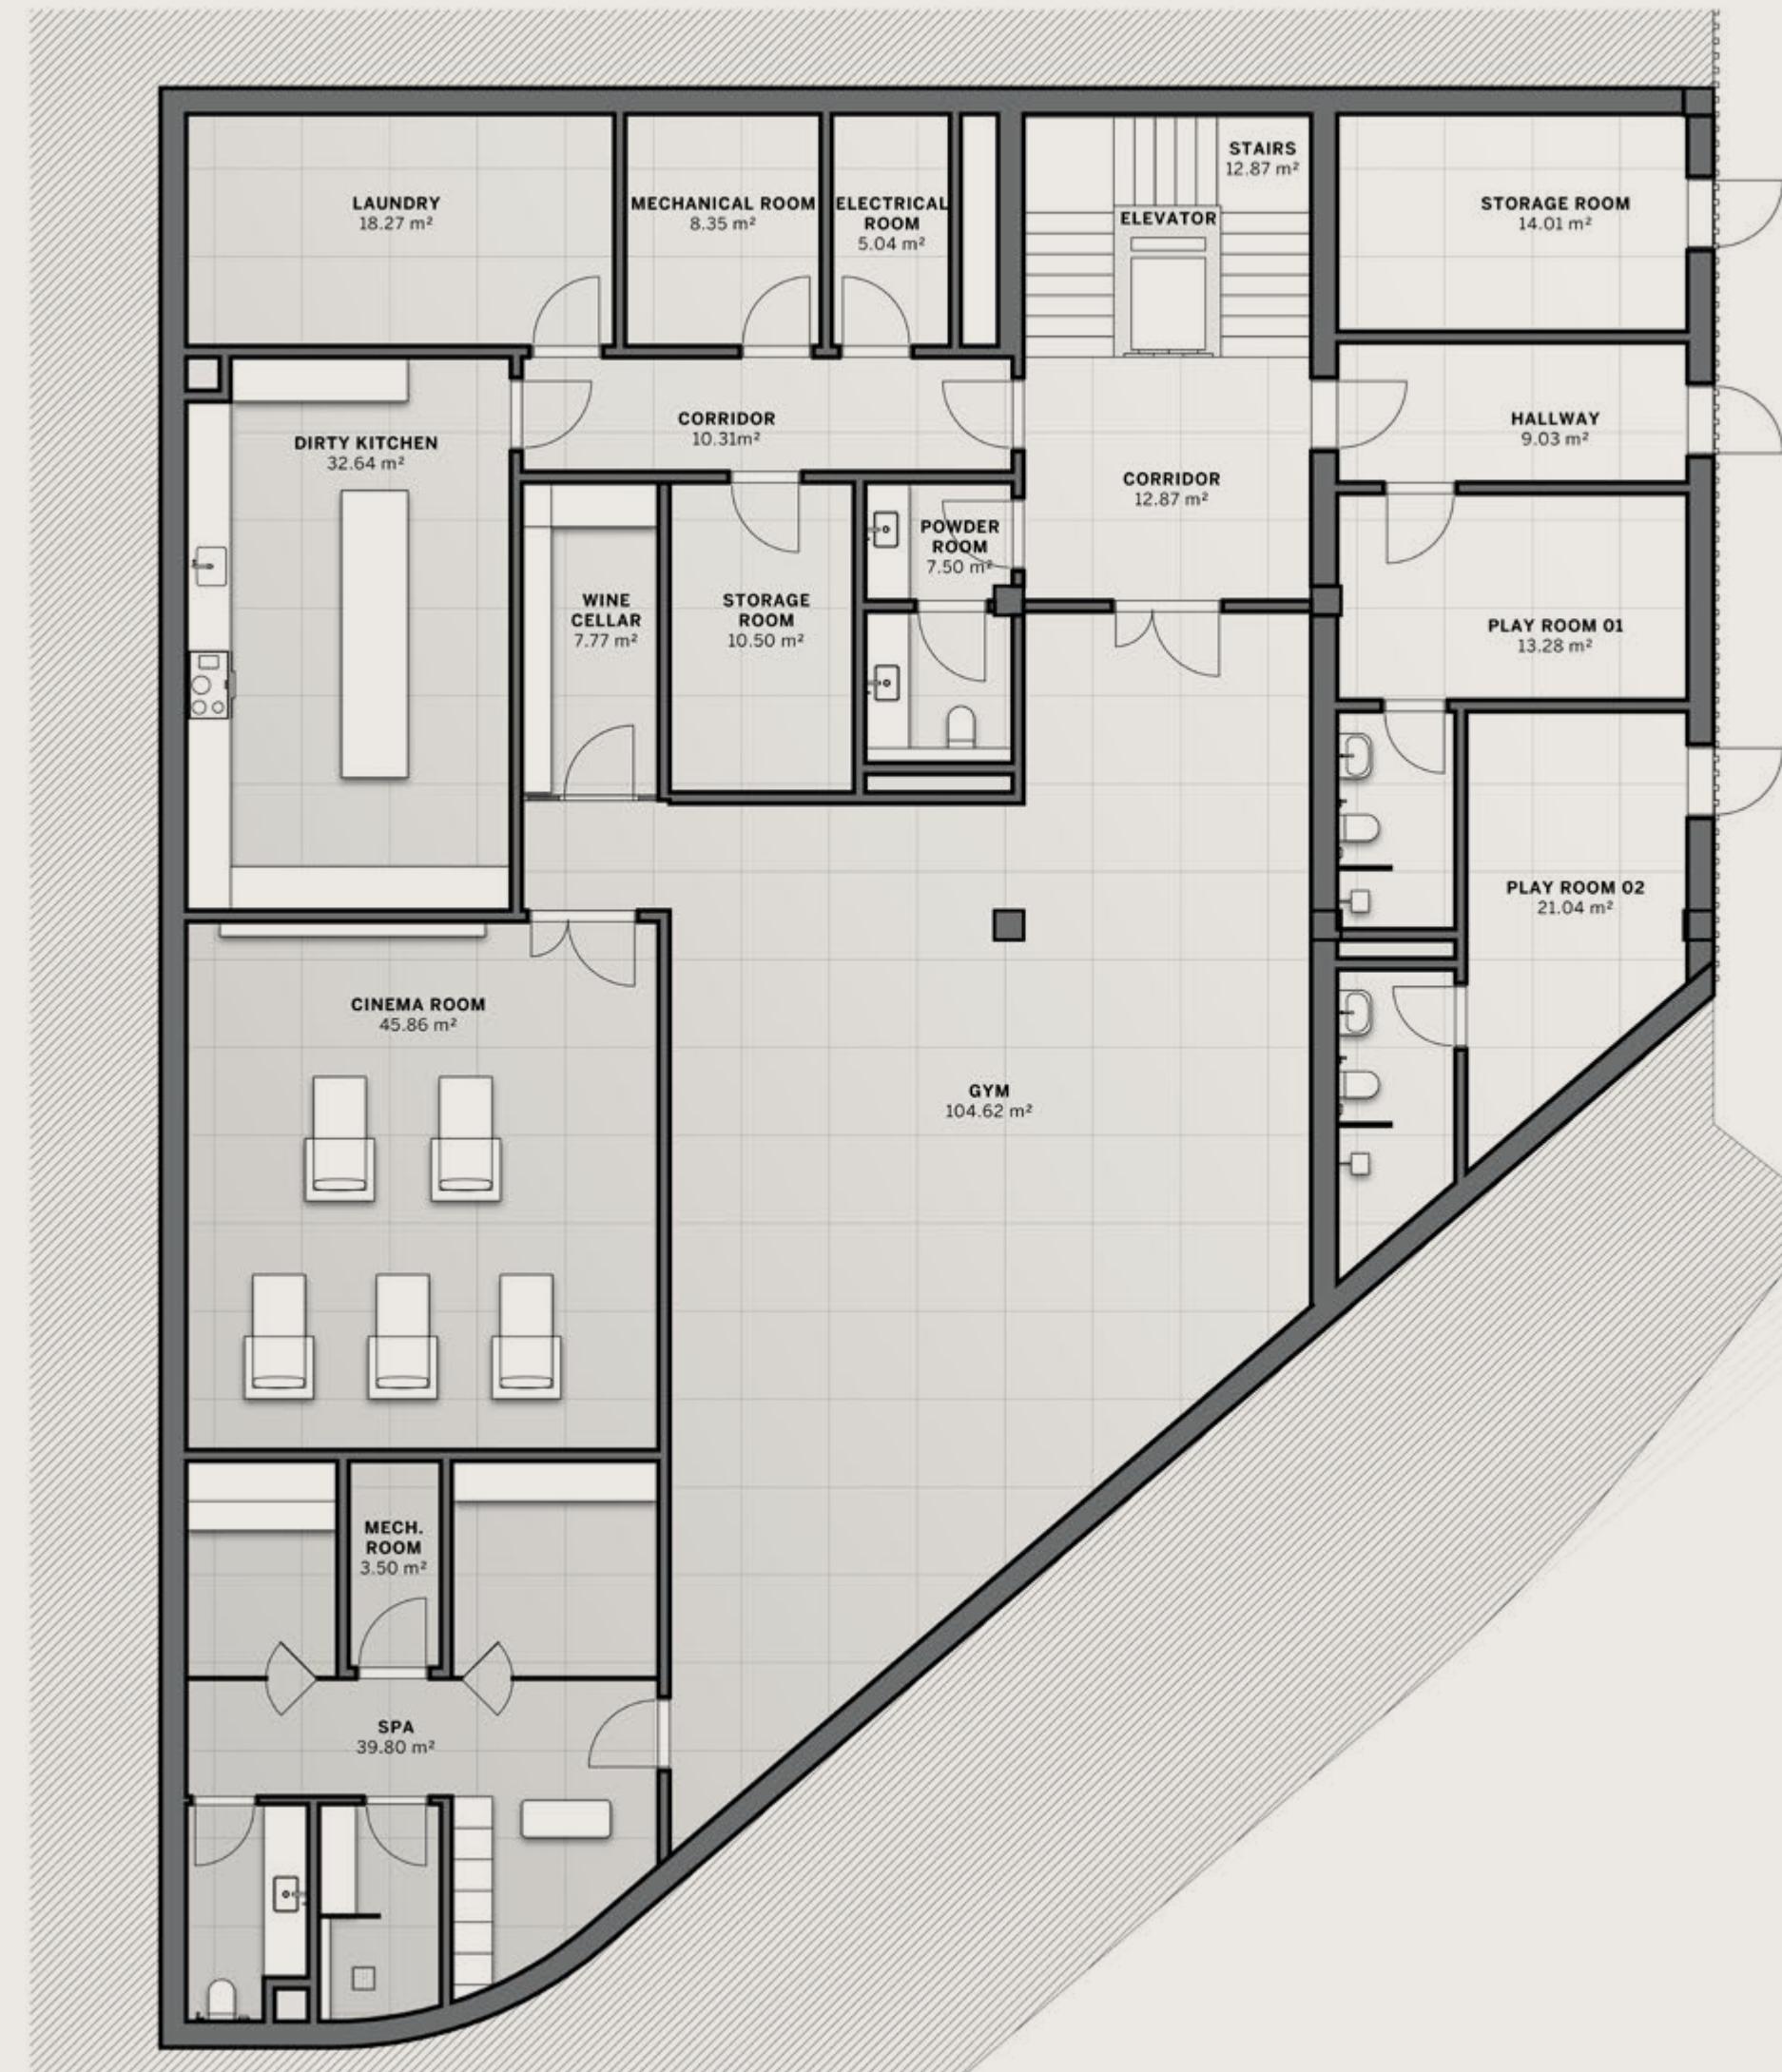 LAUNDRY
18.27 m²
MECHANICAL ROOM
8.35 m²
ELECTRICAL
ROOM
5.04 m²
STAIRS
12.87 m²
ELEVATOR
STORAGE ROOM
14.01 m²
DIRTY KITCHEN
32.64 m²
CORRIDOR
10.31m²
CORRIDOR
12.87 m²
HALLWAY
9.03 m²
WINE
CELLAR
7.77 m²
STORAGE
ROOM
10.50 m²
POWDER
ROOM
7.50 m²
PLAY ROOM 01
13.28 m²
PLAY ROOM 02
21.04 m²
CINEMA ROOM
45.86 m²
GYM
104.62 m²
MECH.
ROOM
3.50 m²
SPA
39.80 m²